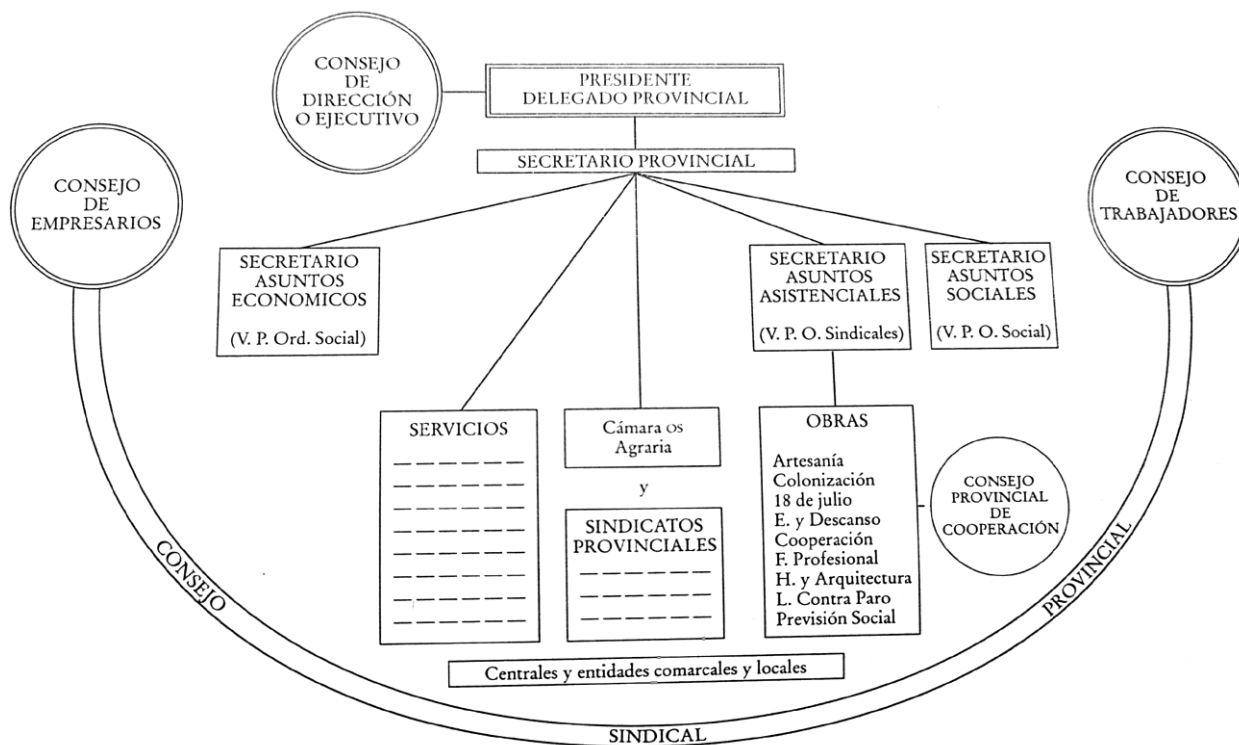 CONSEJO
DE
DIRECCIÓN
O EJECUTIVO
PRESIDENTE
DELEGADO PROVINCIAL
SECRETARIO PROVINCIAL
CONSEJO
DE
EMPRESARIOS
CONSEJO
DE
TRABAJADORES
SECRETARIO
ASUNTOS
ECONOMICOS
(V. P. Ord. Social)
SECRETARIO
ASUNTOS
ASISTENCIALES
(V. P. O. Sindicales)
SECRETARIO
ASUNTOS
SOCIALES
(V. P. O. Social)
SERVICIOS
Cámara os
Agraria
y
SINDICATOS
PROVINCIALES
OBRAS
Artesanía
Colonización
18 de julio
E. y Descanso
Cooperación
F. Profesional
H. y Arquitectura
L. Contra Paro
Previsión Social
CONSEJO
PROVINCIAL
DE
COOPERACIÓN
Centrales y entidades comarcales y locales
CONSEJO
SINDICAL
PROVINCIAL